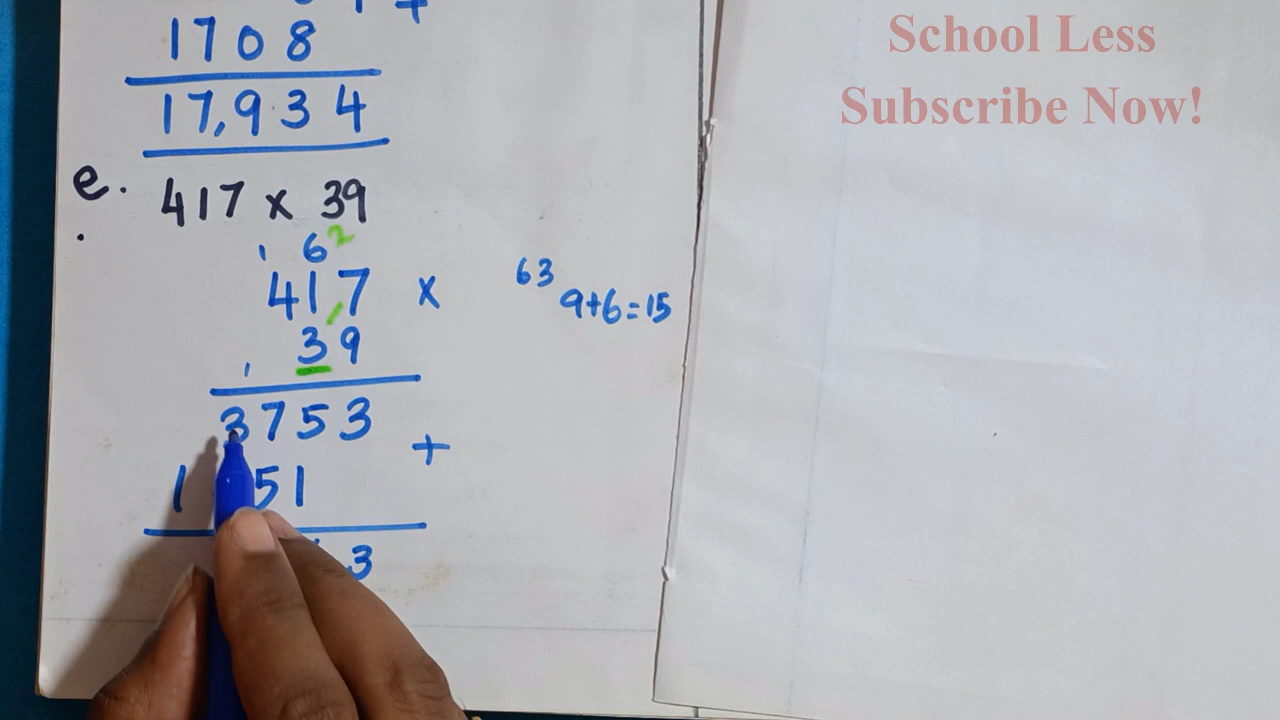 School Less
Subscribe Now!
+
1708
17,934
e. 417 x 39
1 6 2
417 x
63
9+6=15
39
1
3753
+
1 51
3